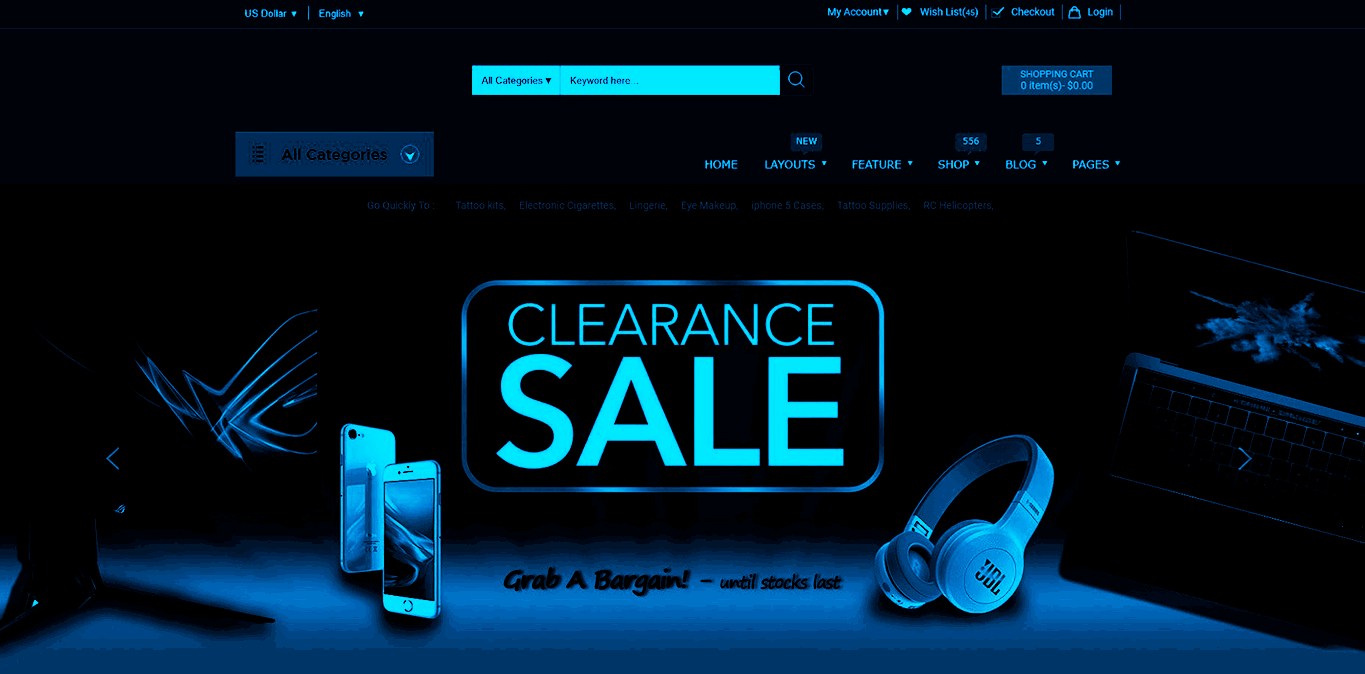 US Dollar ▼ | English ▼
My Account▼ | Wish List(45) | Checkout | Login
All Categories ▼ Keyword here...
SHOPPING CART
0 item(s)- $0.00
All Categories
NEW 556 5
HOME LAYOUTS ▼ FEATURE ▼ SHOP ▼ BLOG ▼ PAGES ▼
Go Quickly To : Tattoo kits, Electronic Cigarettes, Lingerie, Eye Makeup, iphone 5 Cases, Tattoo Supplies, RC Helicopters,
CLEARANCE
SALE
Grab A Bargain! – until stocks last
JBL